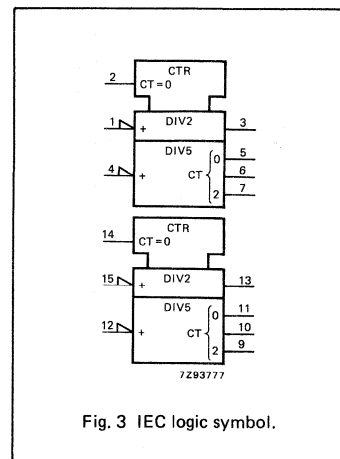 CTR
2
CT=0
DIV2
1
+
3
DIV5
4
+
CT
0
2
5
6
7
CTR
14
CT=0
DIV2
15
+
13
DIV5
12
+
CT
0
2
11
10
9
7Z93777
Fig. 3 IEC logic symbol.